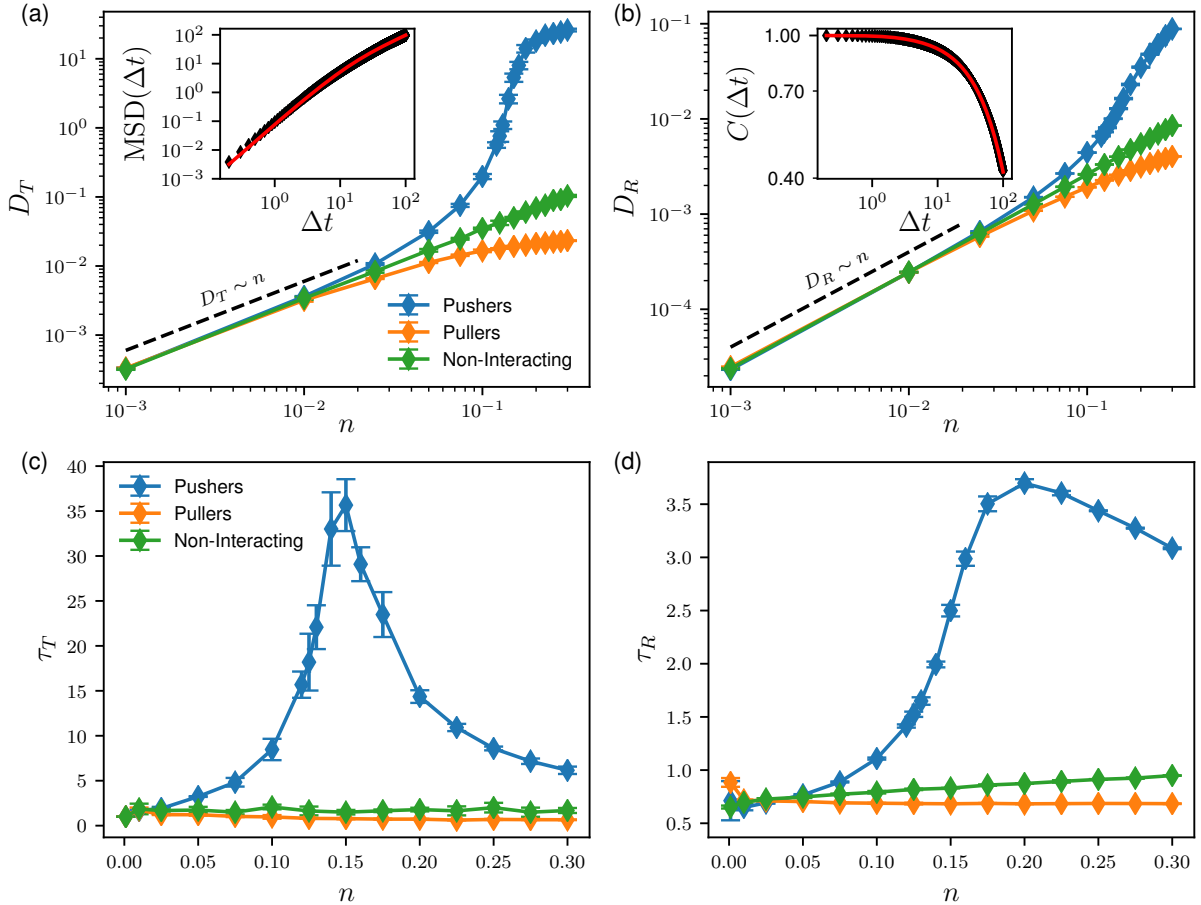 (a)
10^1
10^0
10^-1
10^-2
10^-3
D_T
10^-3
10^-2
10^-1
n
D_T ∼ n
MSD(Δt)
10^2
10^1
10^0
10^-1
10^-2
10^-3
10^0
10^1
10^2
Δt
Pushers
Pullers
Non-Interacting
(b)
10^-1
10^-2
10^-3
10^-4
D_R
10^-3
10^-2
10^-1
n
D_R ∼ n
C(Δt)
1.00
0.70
0.40
10^0
10^1
10^2
Δt
(c)
40
35
30
25
20
15
10
5
0
τ_T
0.00
0.05
0.10
0.15
0.20
0.25
0.30
n
Pushers
Pullers
Non-Interacting
(d)
3.5
3.0
2.5
2.0
1.5
1.0
0.5
τ_R
0.00
0.05
0.10
0.15
0.20
0.25
0.30
n